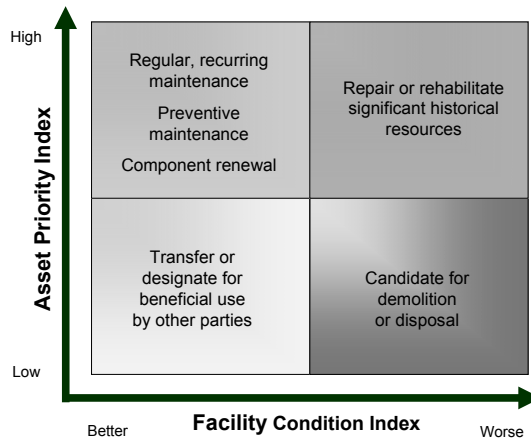 High
Asset Priority Index
Low
Regular, recurring
maintenance
Preventive
maintenance
Component renewal
Repair or rehabilitate
significant historical
resources
Transfer or
designate for
beneficial use
by other parties
Candidate for
demolition
or disposal
Better
Facility Condition Index
Worse